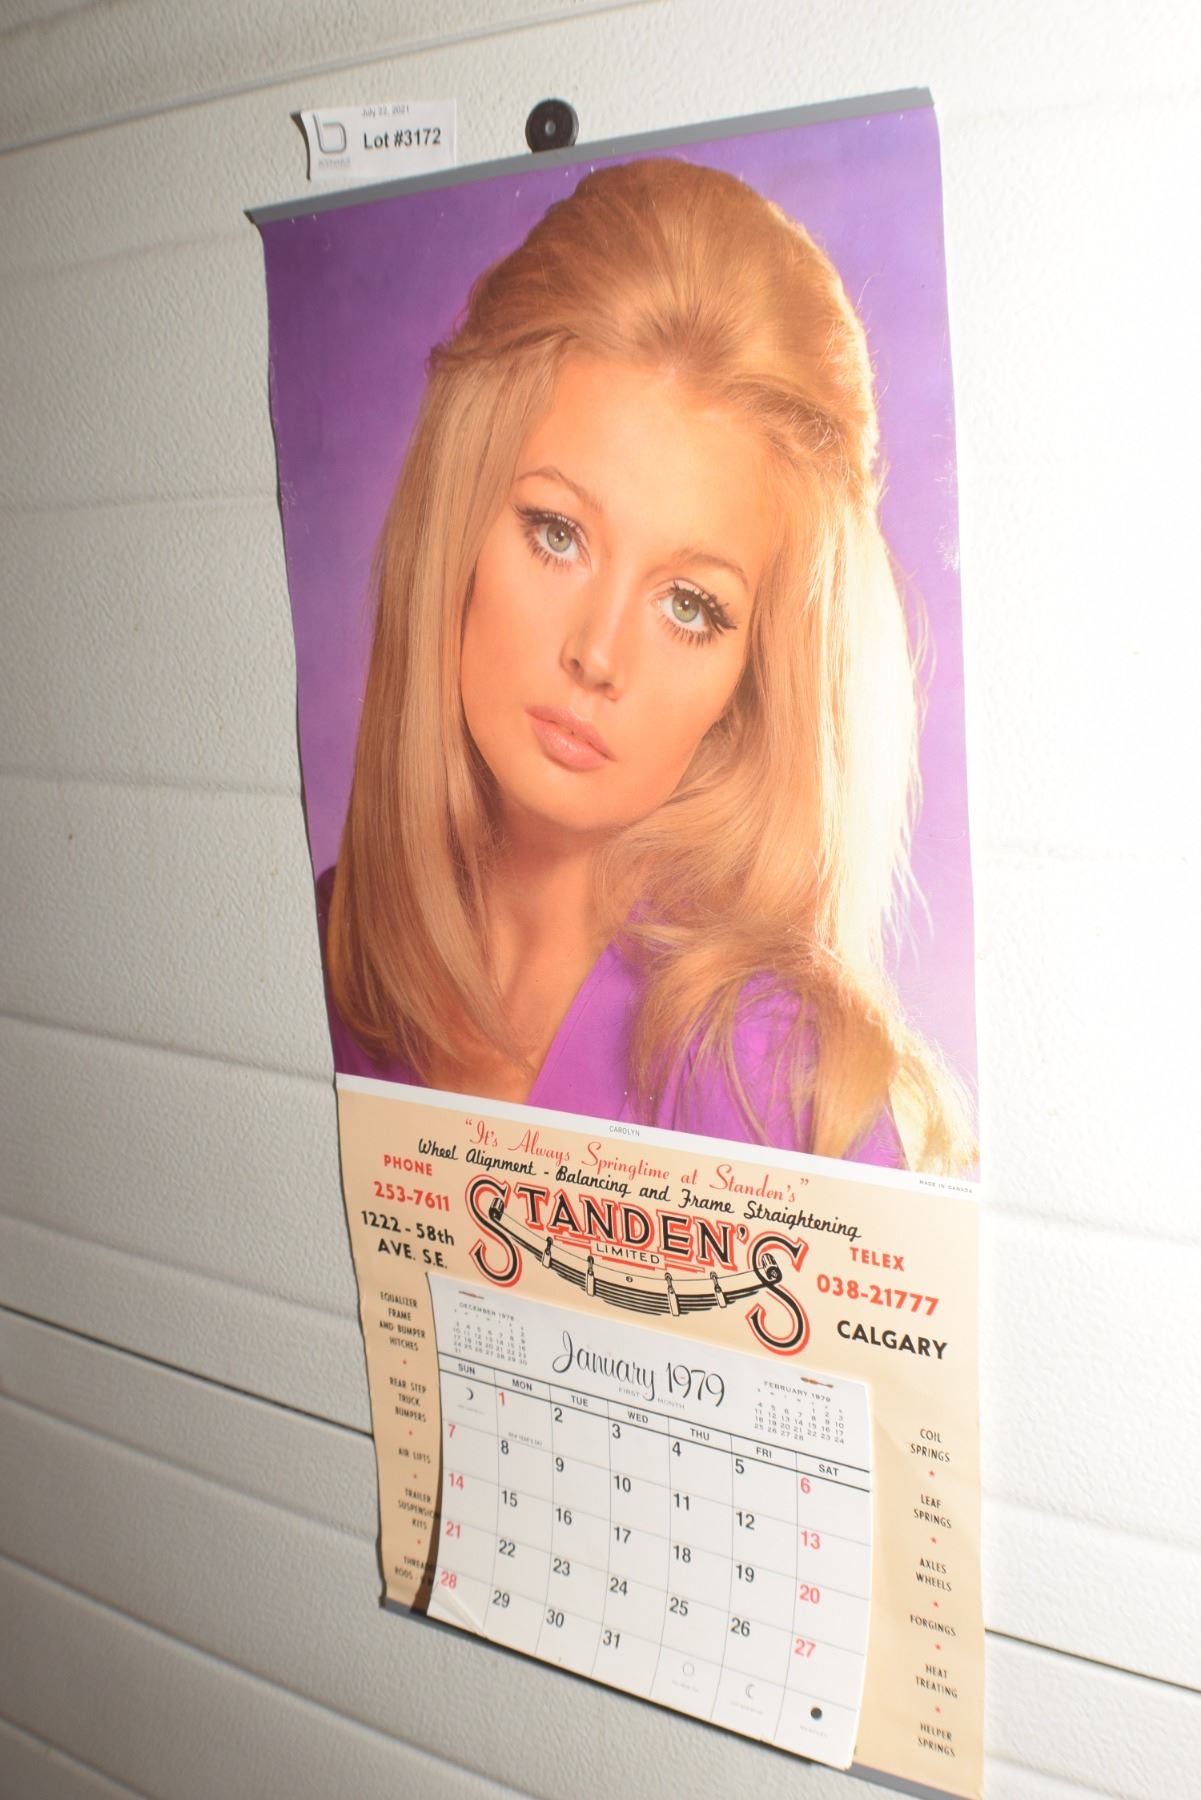 July 22, 2021
Lot #3172
CAROLYN
MADE IN CANADA
"It's Always Springtime at Standen's"
Wheel Alignment - Balancing and Frame Straightening
PHONE
253-7611
1222-58th
AVE. S.E.
STANDEN'S
LIMITED
TELEX
038-21777
CALGARY
EQUALIZER
FRAME
AND BUMPER
HITCHES
REAR STEP
TRUCK
BUMPERS
AIR LIFTS
TRAILER
SUSPENSION
KITS
COIL
SPRINGS
LEAF
SPRINGS
AXLES
WHEELS
FORGINGS
HEAT
TREATING
HELPER
SPRINGS
DECEMBER 1978
January 1979
FIRST MONTH
FEBRUARY 1979
SUN MON TUE WED THU FRI SAT
1 2 3 4 5 6
NEW YEAR'S DAY
7 8 9 10 11 12 13
14 15 16 17 18 19 20
21 22 23 24 25 26 27
28 29 30 31